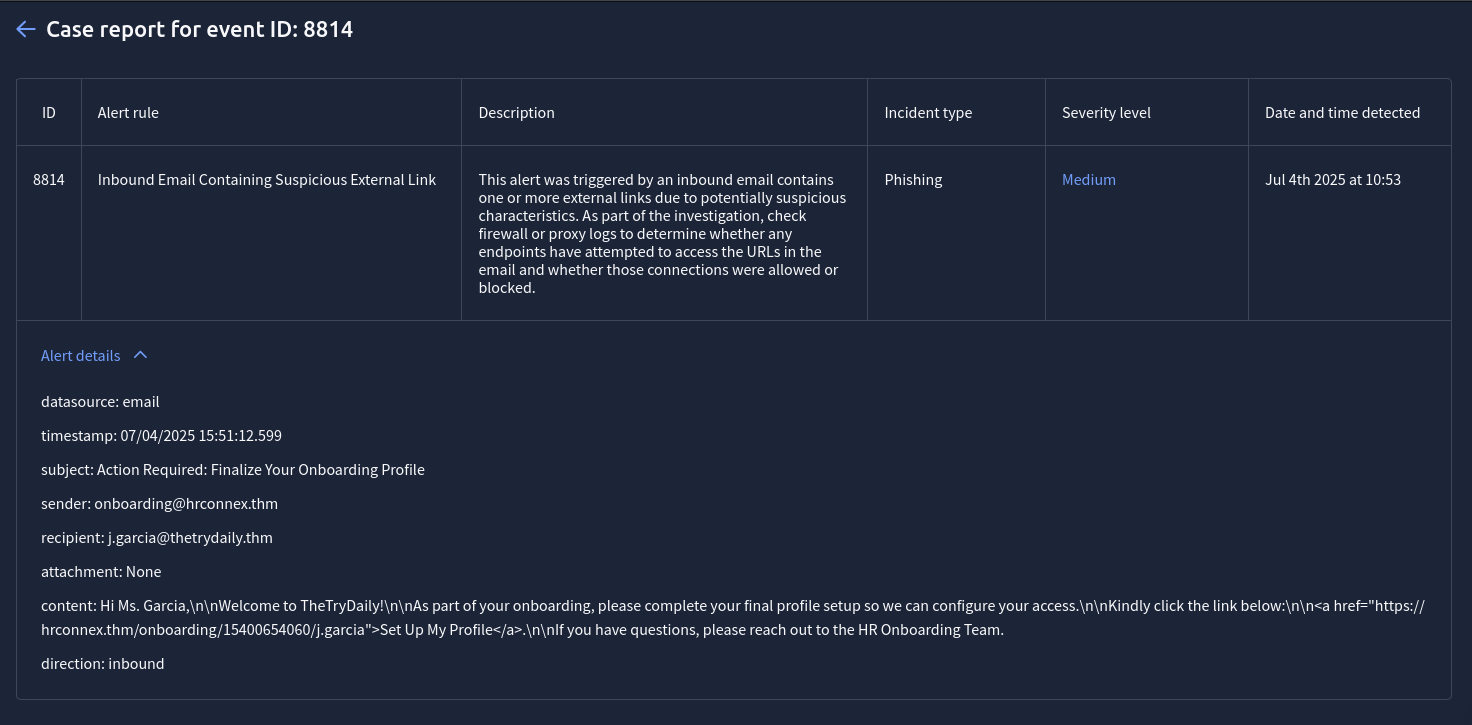 Case report for event ID: 8814
ID
Alert rule
Description
Incident type
Severity level
Date and time detected
8814
Inbound Email Containing Suspicious External Link
This alert was triggered by an inbound email contains
one or more external links due to potentially suspicious
characteristics. As part of the investigation, check
firewall or proxy logs to determine whether any
endpoints have attempted to access the URLs in the
email and whether those connections were allowed or
blocked.
Phishing
Medium
Jul 4th 2025 at 10:53
Alert details
datasource: email
timestamp: 07/04/2025 15:51:12.599
subject: Action Required: Finalize Your Onboarding Profile
sender: onboarding@hrconnex.thm
recipient: j.garcia@thetrydaily.thm
attachment: None
content: Hi Ms. Garcia,\n\nWelcome to TheTryDaily!\n\nAs part of your onboarding, please complete your final profile setup so we can configure your access.\n\nKindly click the link below:\n\n<a href="https://
hrconnex.thm/onboarding/15400654060/j.garcia">Set Up My Profile</a>.\n\nIf you have questions, please reach out to the HR Onboarding Team.
direction: inbound